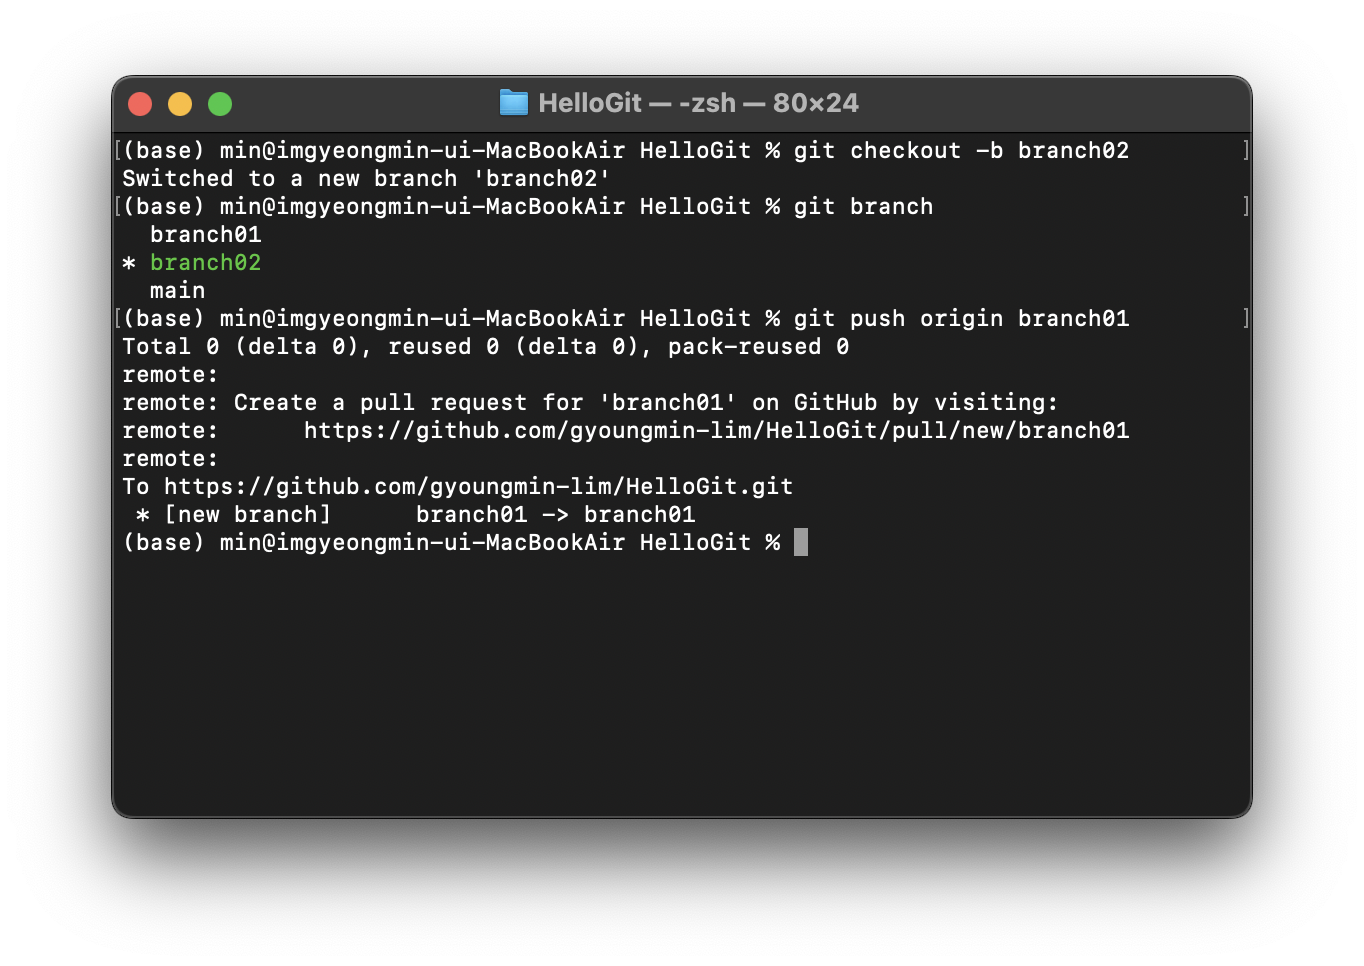 HelloGit — -zsh — 80×24
[(base) min@imgyeongmin-ui-MacBookAir HelloGit % git checkout -b branch02 ]
Switched to a new branch 'branch02'
[(base) min@imgyeongmin-ui-MacBookAir HelloGit % git branch ]
  branch01
* branch02
  main
[(base) min@imgyeongmin-ui-MacBookAir HelloGit % git push origin branch01 ]
Total 0 (delta 0), reused 0 (delta 0), pack-reused 0
remote:
remote: Create a pull request for 'branch01' on GitHub by visiting:
remote:      https://github.com/gyoungmin-lim/HelloGit/pull/new/branch01
remote:
To https://github.com/gyoungmin-lim/HelloGit.git
 * [new branch]      branch01 -> branch01
(base) min@imgyeongmin-ui-MacBookAir HelloGit %